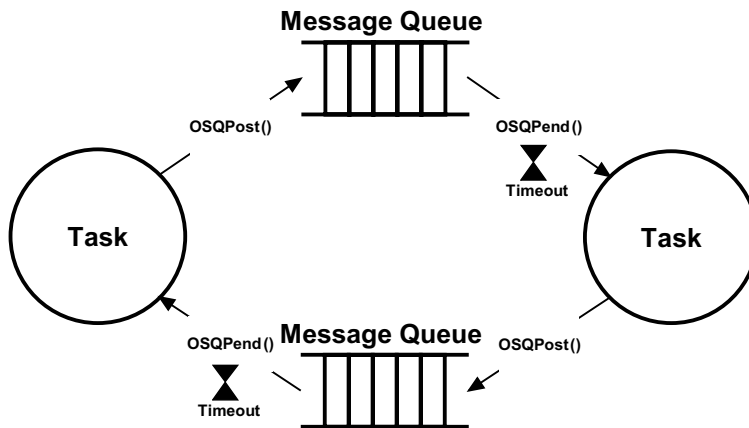 Message Queue
OSQPost()
OSQPend()
Timeout
Task
Task
Message Queue
OSQPend()
OSQPost()
Timeout